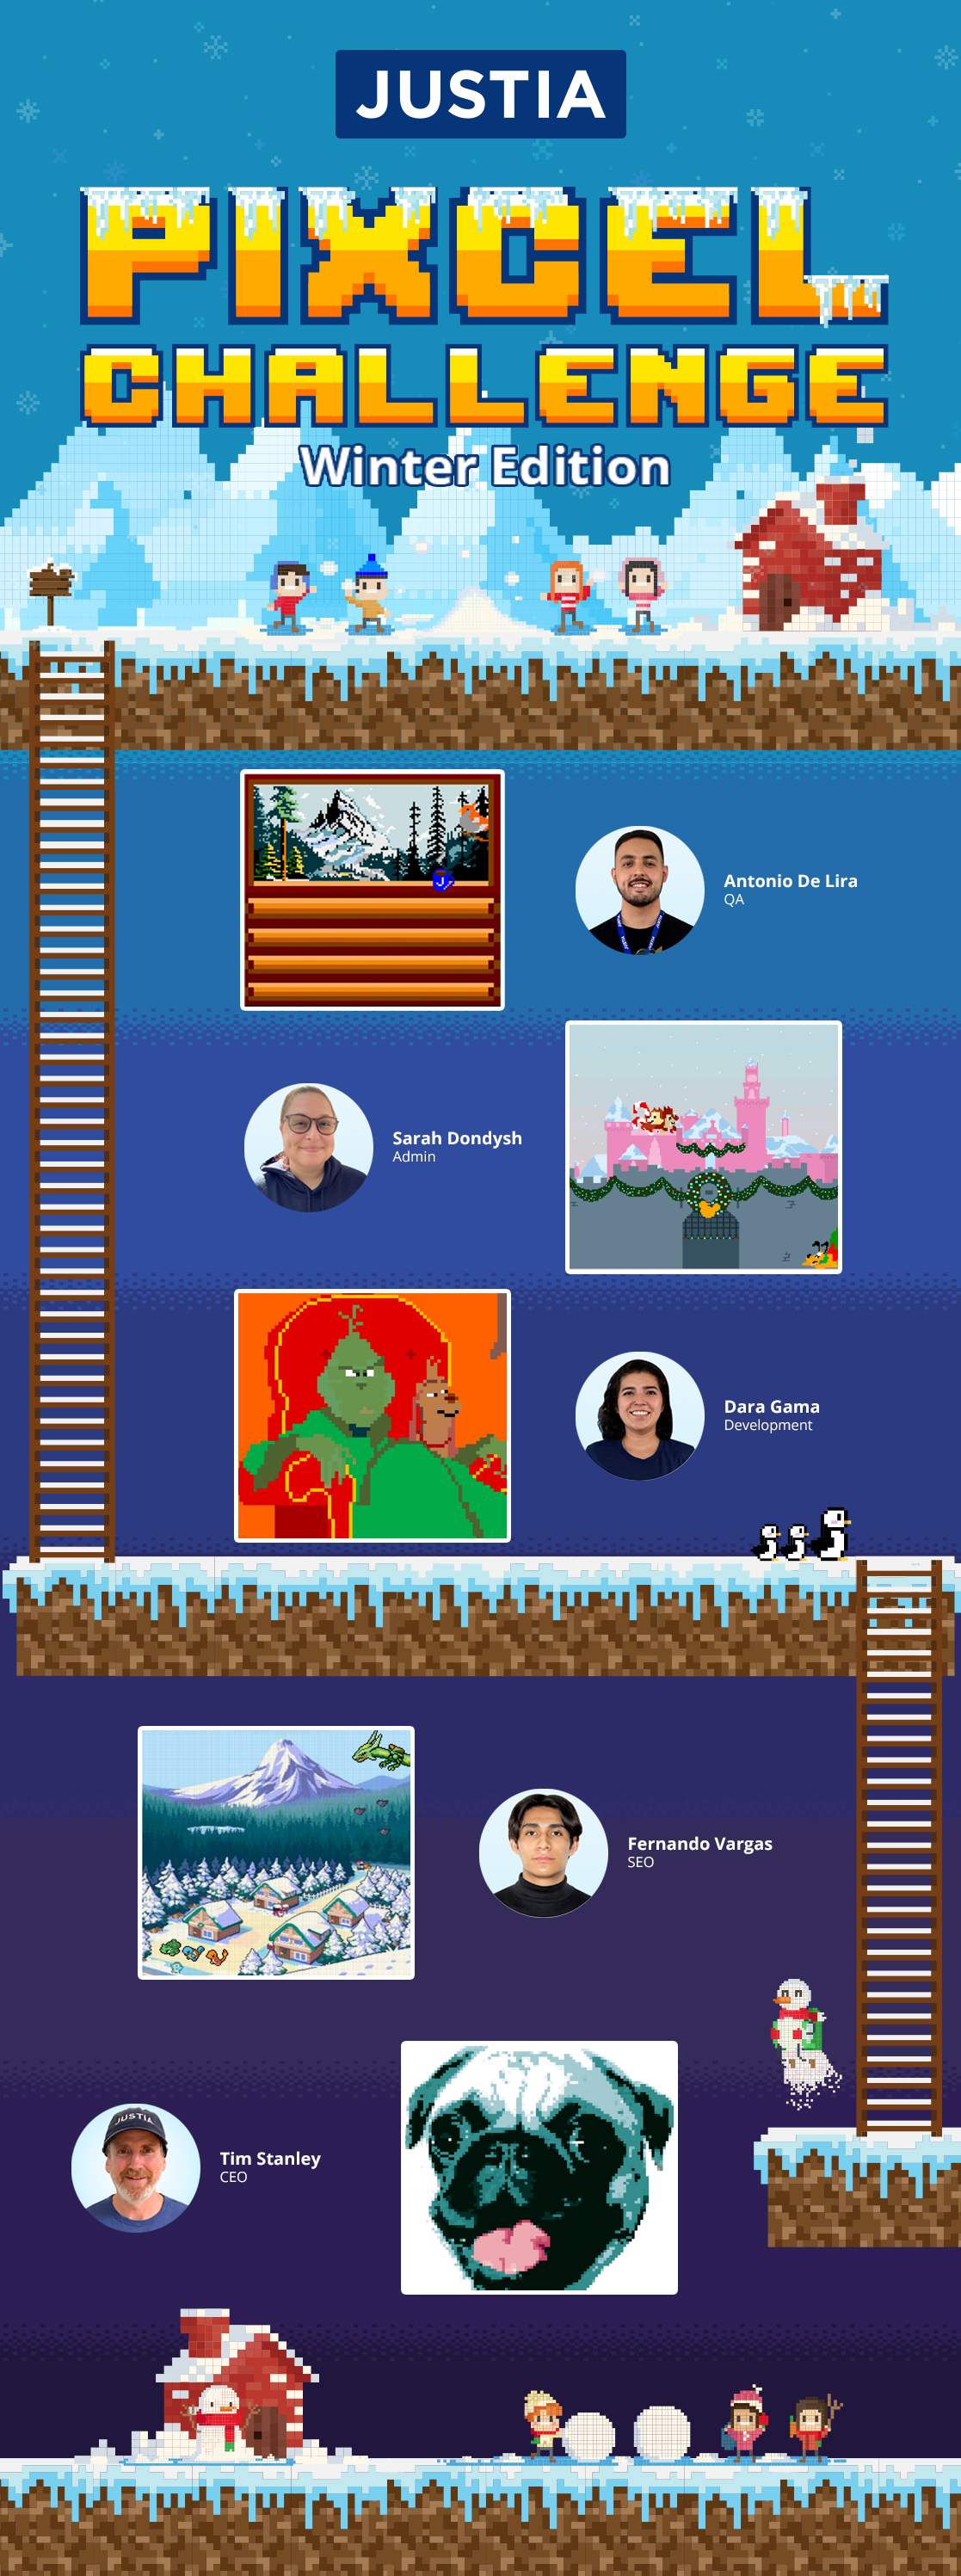 JUSTIA
PIXCEL
CHALLENGE
Winter Edition
J
Antonio De Lira
QA
Sarah Dondysh
Admin
Dara Gama
Development
Fernando Vargas
SEO
JUSTIA
Tim Stanley
CEO